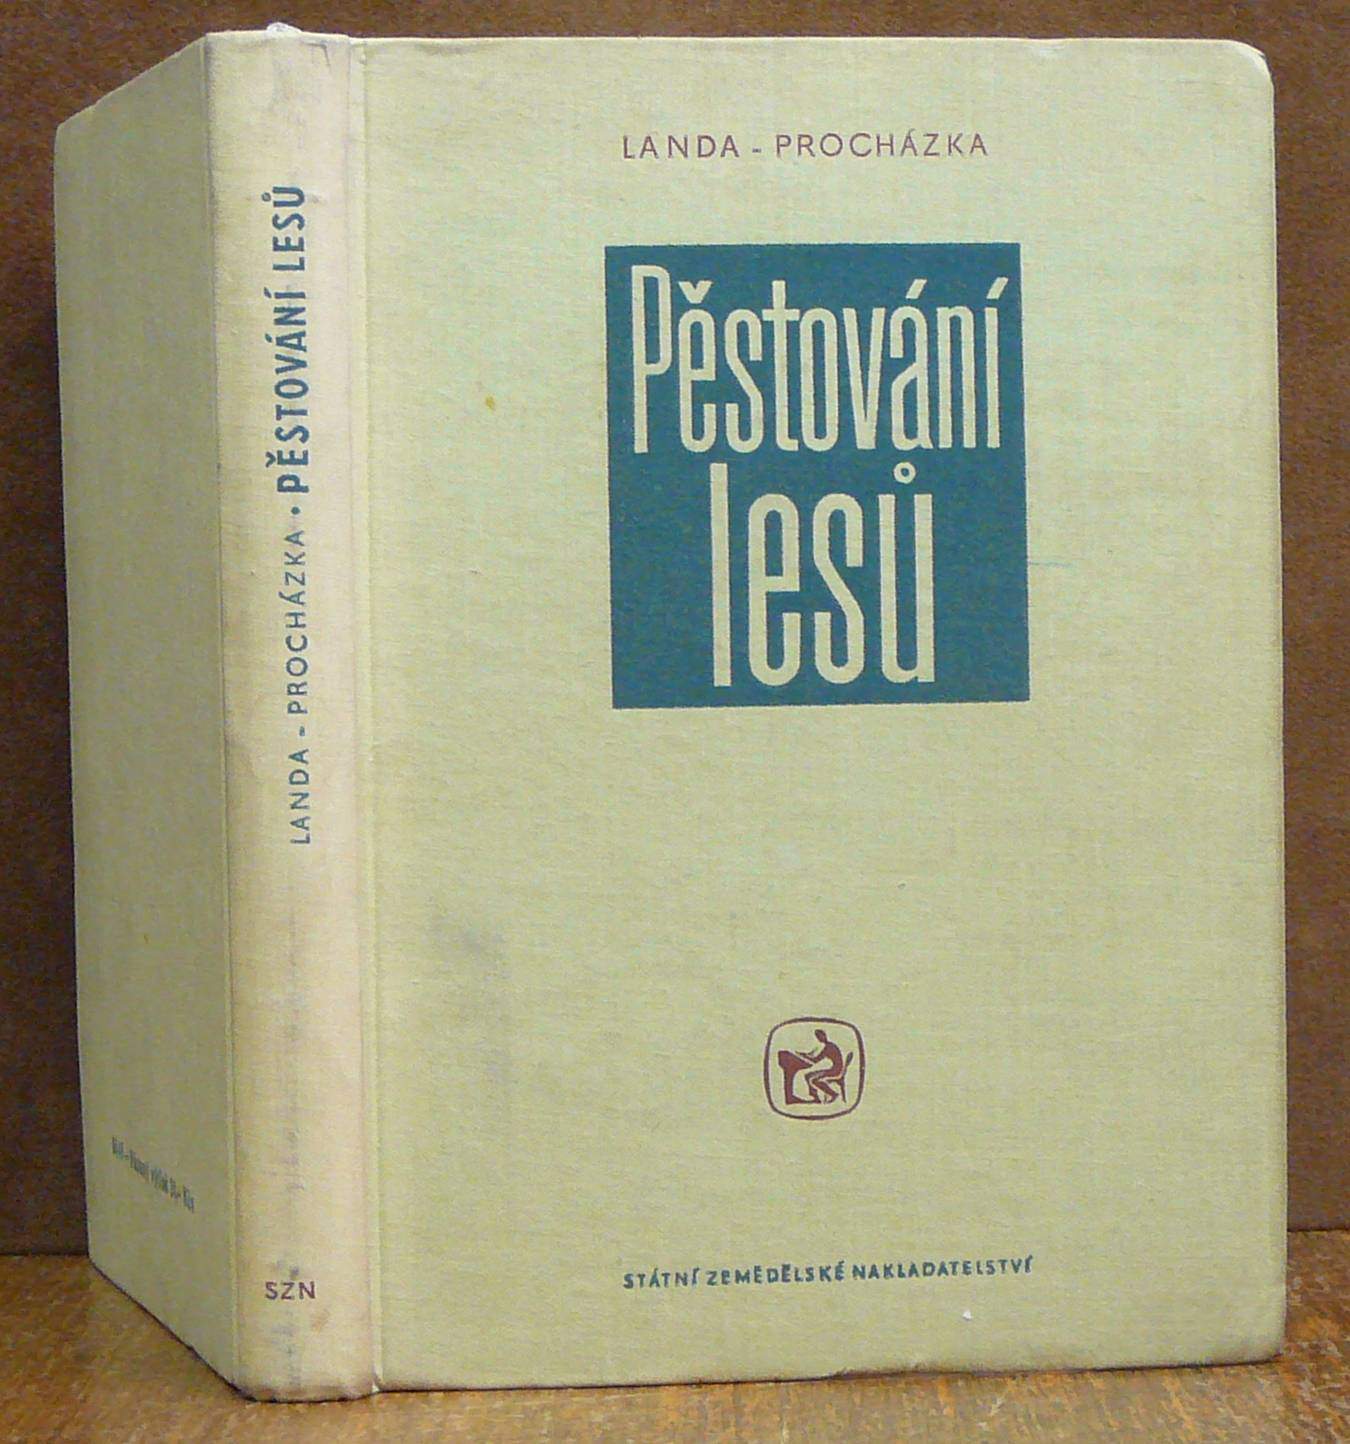 LANDA - PROCHÁZKA
Pěstování
lesů
STÁTNÍ ZEMĚDĚLSKÉ NAKLADATELSTVÍ
LANDA - PROCHÁZKA · PĚSTOVÁNÍ LESŮ
SZN